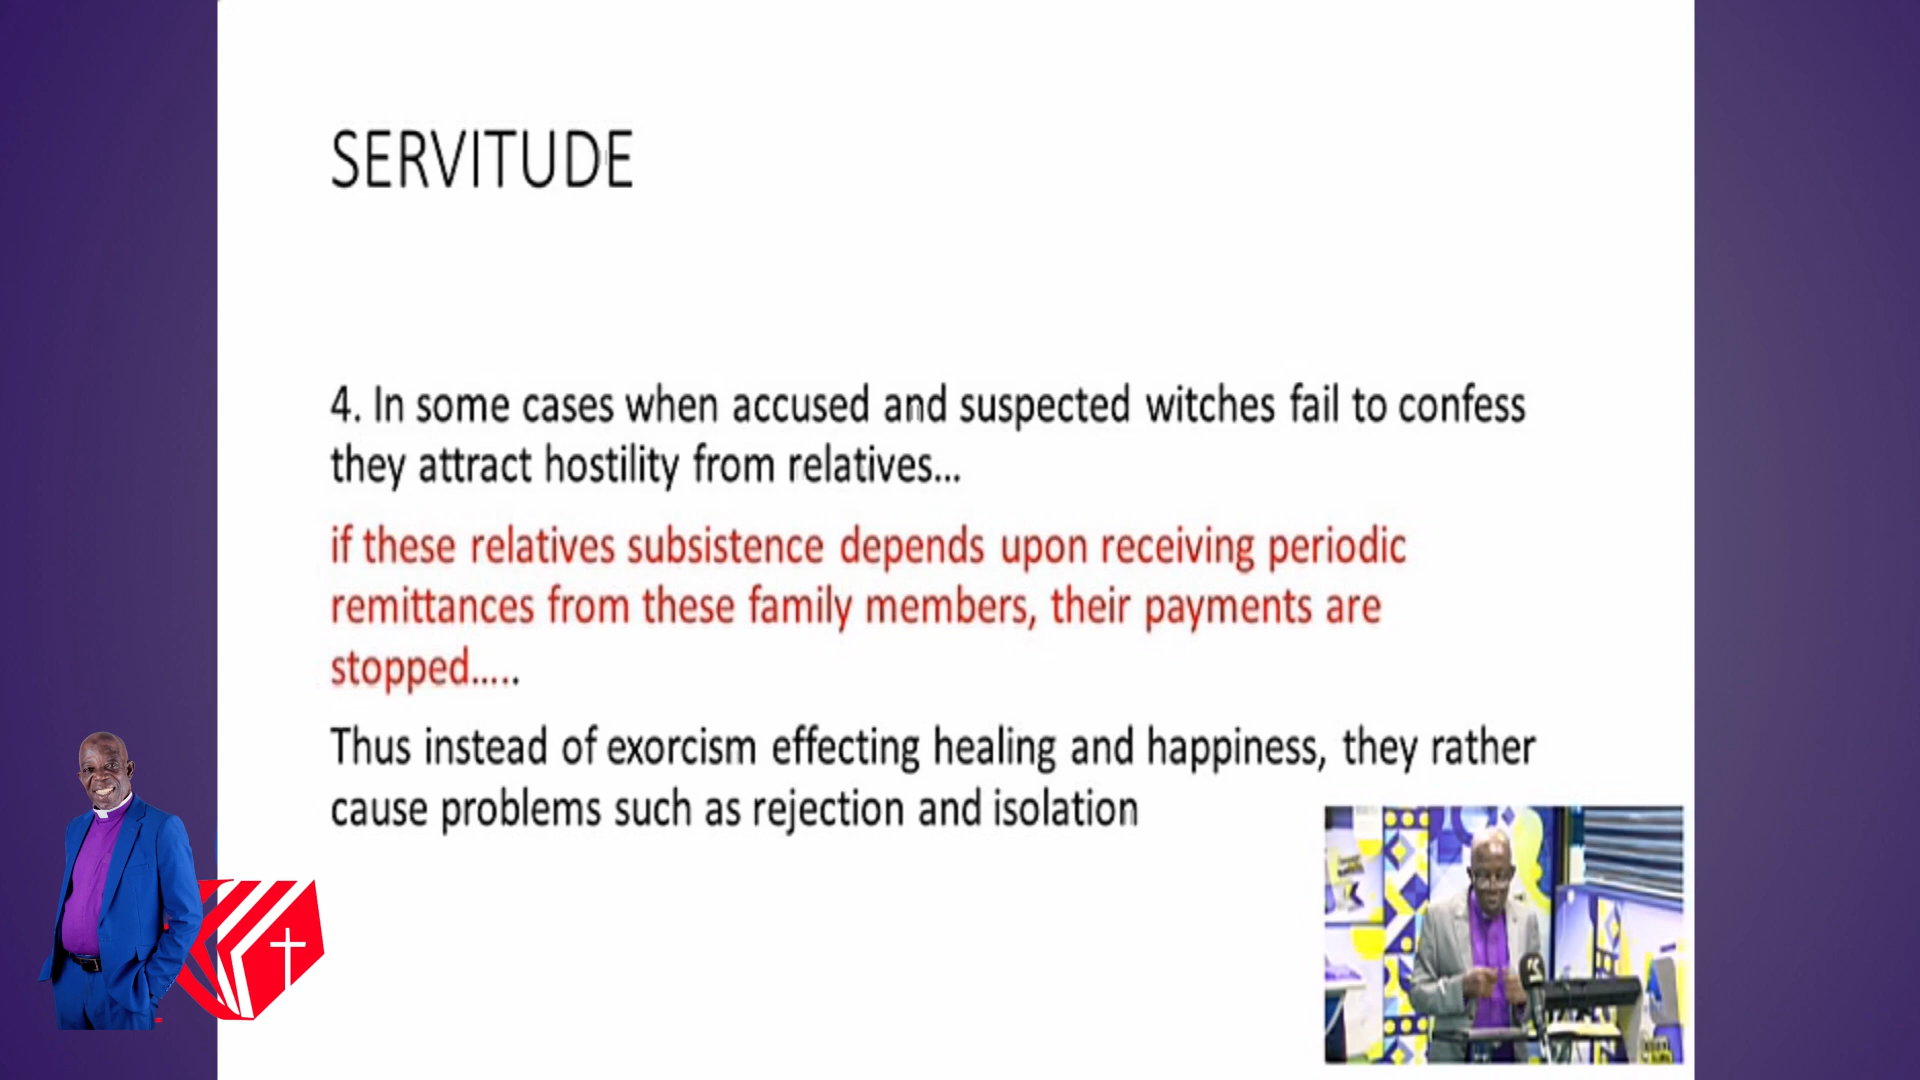 SERVITUDE
4. In some cases when accused and suspected witches fail to confess
they attract hostility from relatives...
if these relatives subsistence depends upon receiving periodic
remittances from these family members, their payments are
stopped.....
Thus instead of exorcism effecting healing and happiness, they rather
cause problems such as rejection and isolation